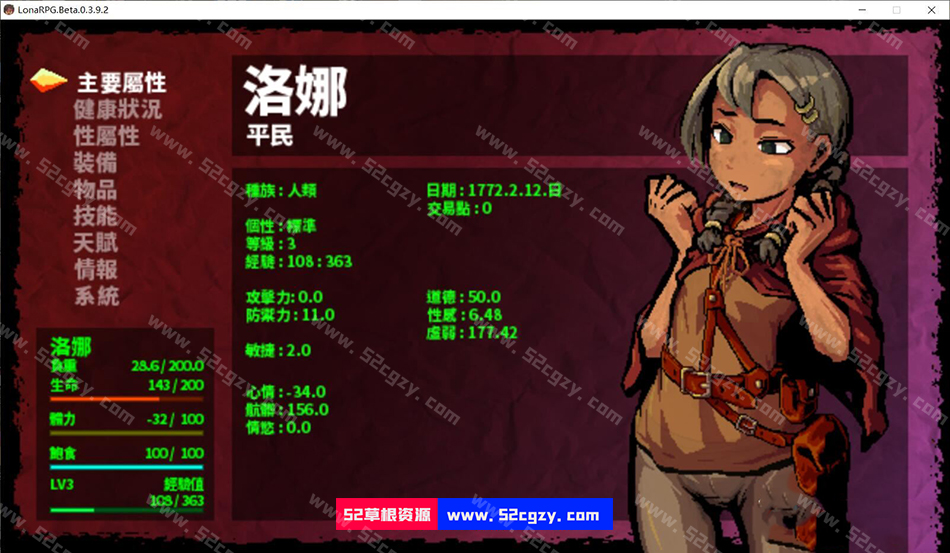 LonaRPG.Beta.0.3.9.2
主要屬性
健康狀況
性屬性
裝備
物品
技能
天賦
情報
系統
洛娜
平民
種族：人類
日期：1772.2.12.日
交易點：0
個性：標準
等級：3
經驗：108：363
攻擊力：0.0
防禦力：11.0
敏捷：2.0
道德：50.0
性感：6.48
虛弱：177.42
心情：-34.0
骯髒：156.0
情慾：0.0
洛娜
負重 28.6/200.0
生命 143/200
體力 -32/ 100
飽食 100/ 100
LV3 經驗值
108/363
52草根资源 www.52cgzy.com